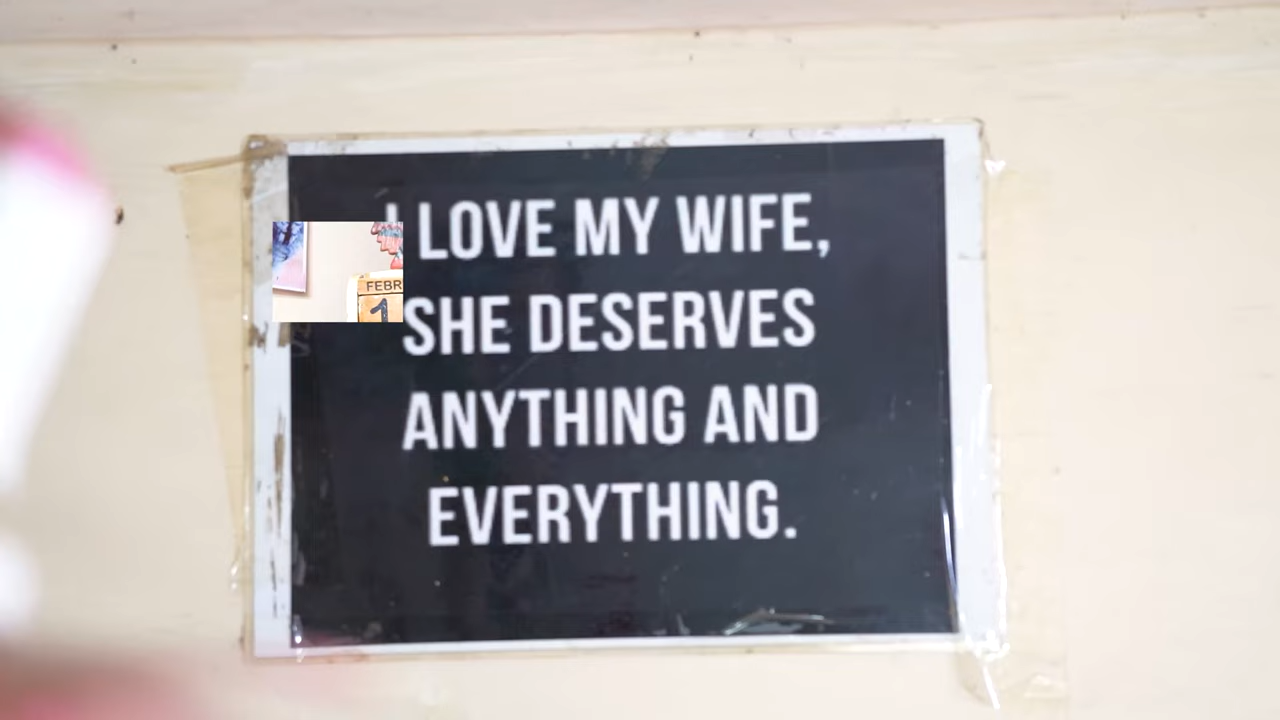 I LOVE MY WIFE,
SHE DESERVES
ANYTHING AND
EVERYTHING.
FEBR
1